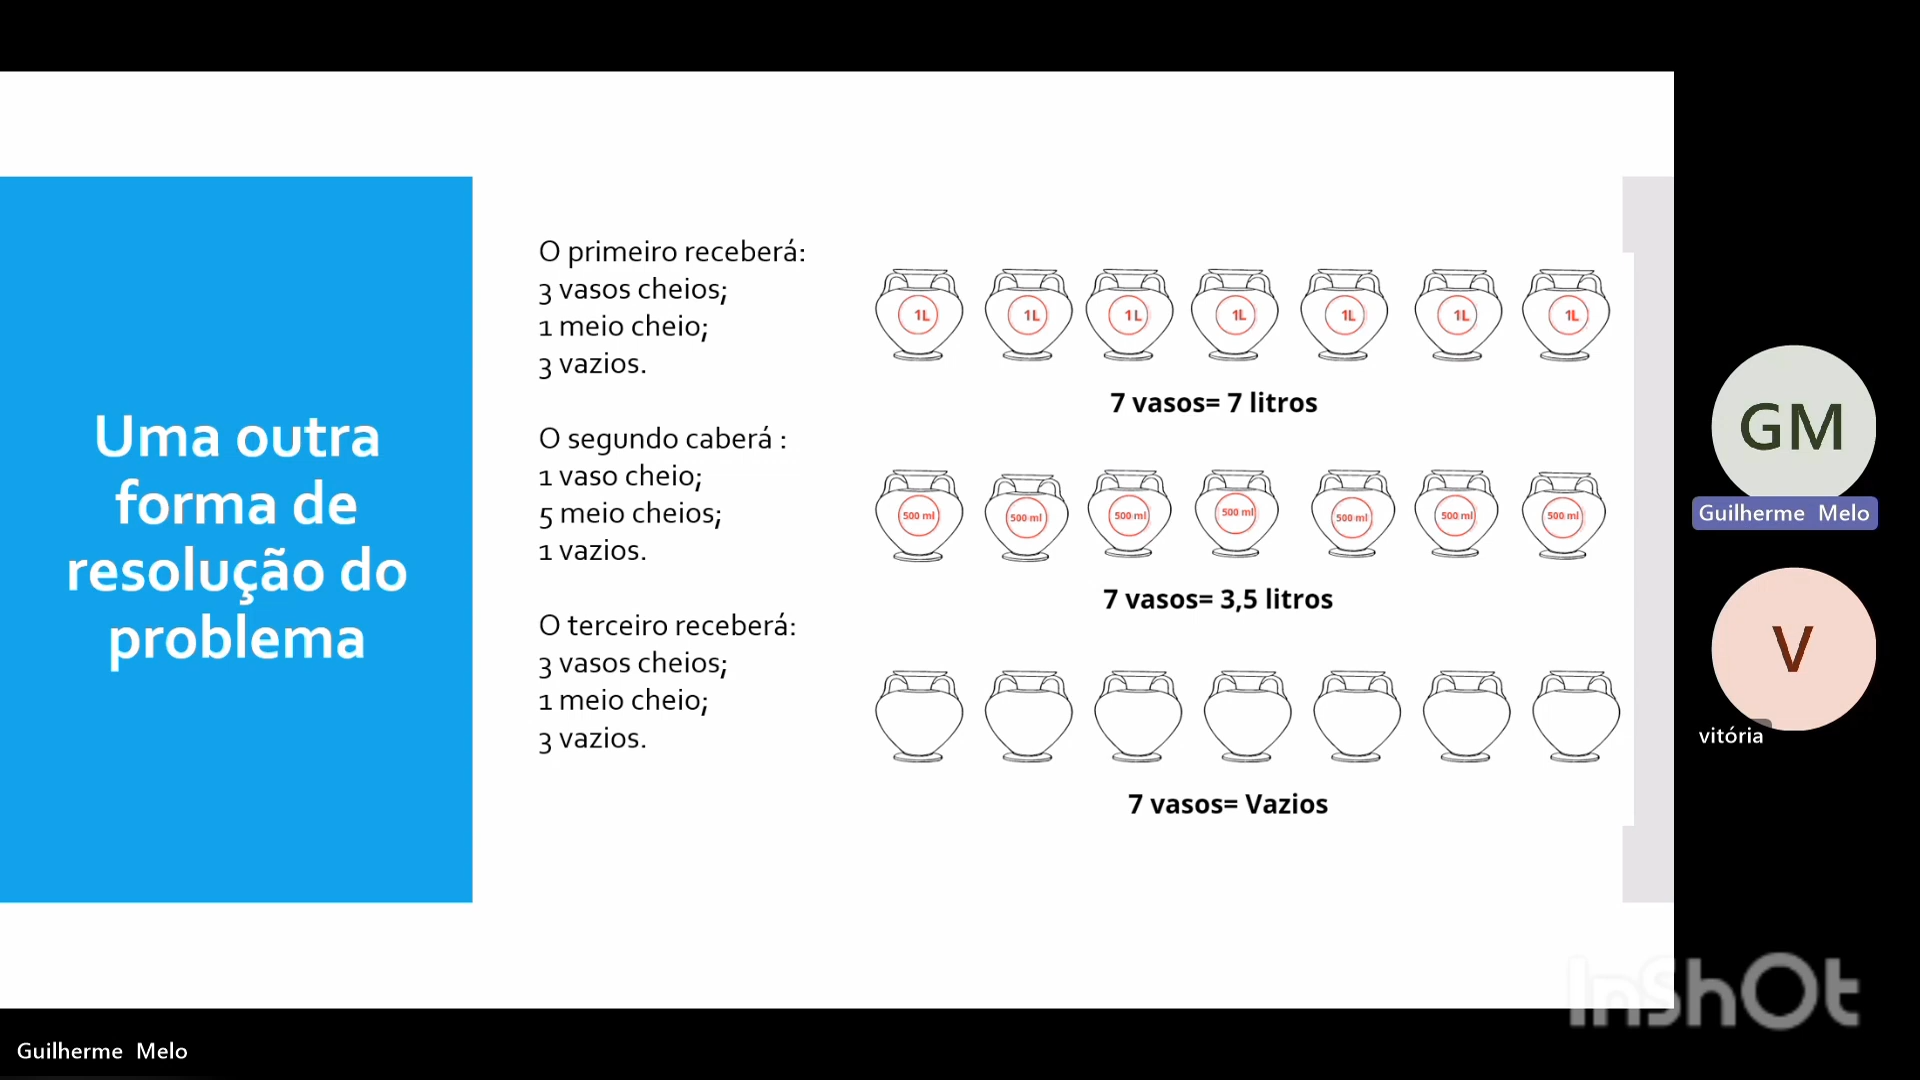 Uma outra
forma de
resolução do
problema
O primeiro receberá:
3 vasos cheios;
1 meio cheio;
3 vazios.
O segundo caberá :
1 vaso cheio;
5 meio cheios;
1 vazios.
O terceiro receberá:
3 vasos cheios;
1 meio cheio;
3 vazios.
1L 1L 1L 1L 1L 1L 1L
7 vasos= 7 litros
500 ml 500 ml 500 ml 500 ml 500 ml 500 ml 500 ml
7 vasos= 3,5 litros
7 vasos= Vazios
GM
Guilherme Melo
V
vitória
InShOt
Guilherme Melo